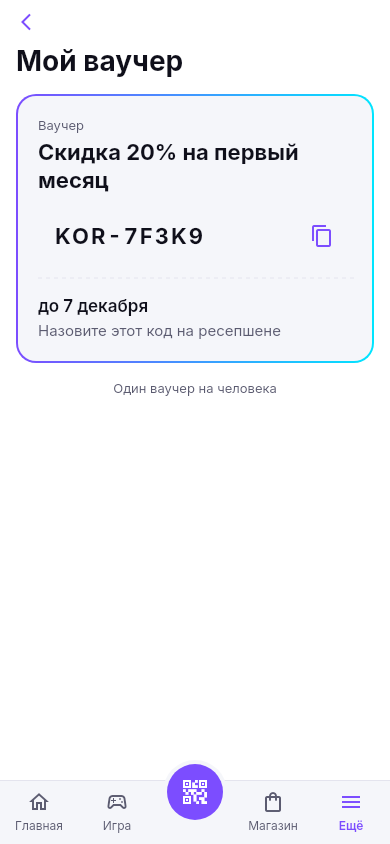 Мой ваучер
Ваучер
Скидка 20% на первый
месяц
KOR-7F3K9
до 7 декабря
Назовите этот код на ресепшене
Один ваучер на человека
Главная
Игра
Магазин
Ещё